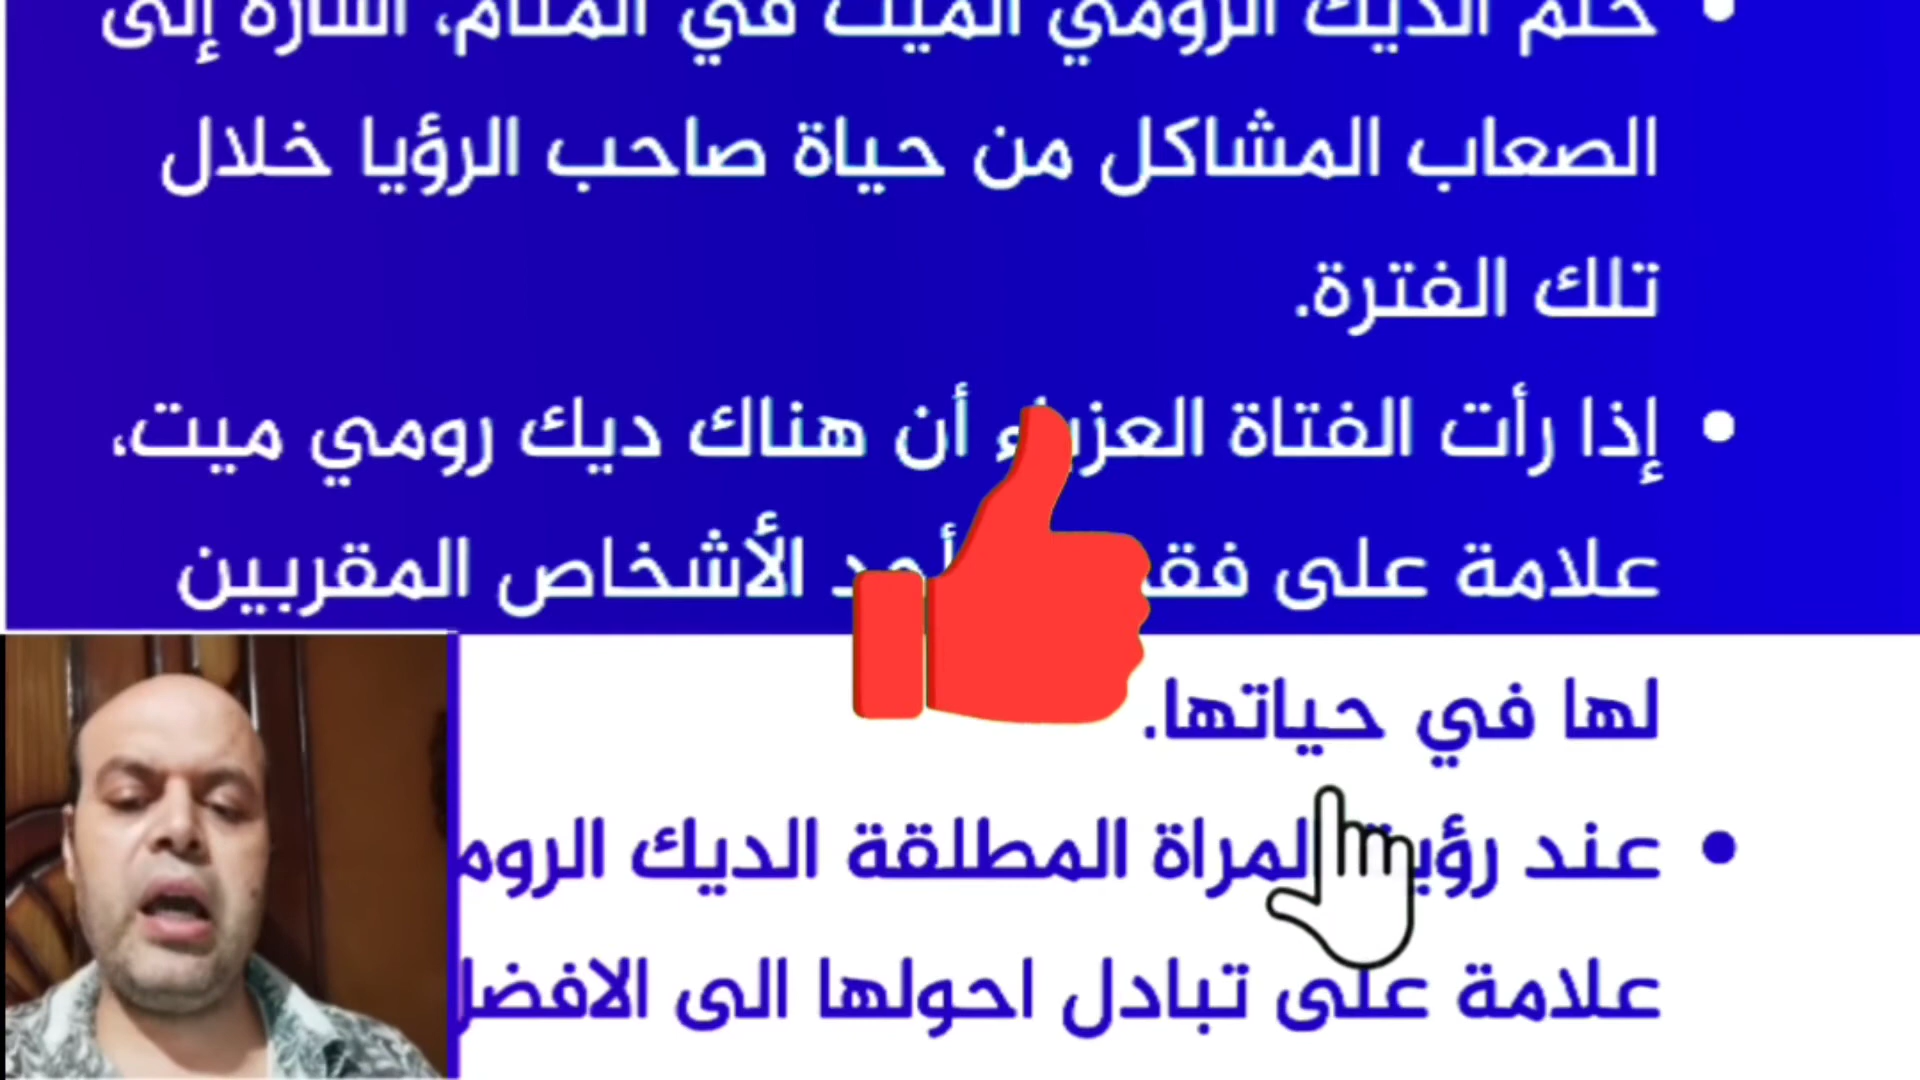 حلم الديك الرومي الميت في المنام، اشارة إلى
الصعاب المشاكل من حياة صاحب الرؤيا خلال
تلك الفترة.
إذا رأت الفتاة العزباء أن هناك ديك رومي ميت،
علامة على أحد الأشخاص المقربين
لها في حياتها.
عند رؤية المراة المطلقة الديك
علامة على تبادل احولها الى الافضل